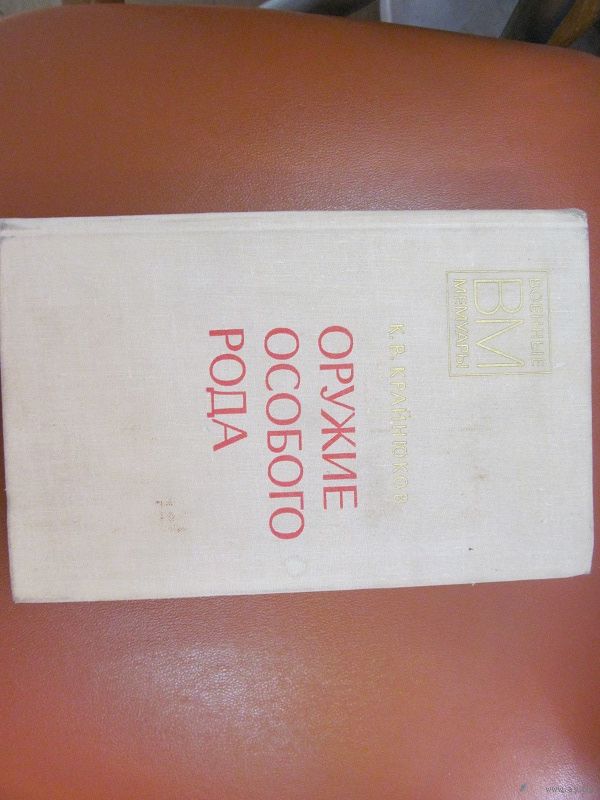 ВОЕННЫЕ
ВМ
МЕМУАРЫ
К. В. КРАЙНЮКОВ
ОРУЖИЕ
ОСОБОГО
РОДА